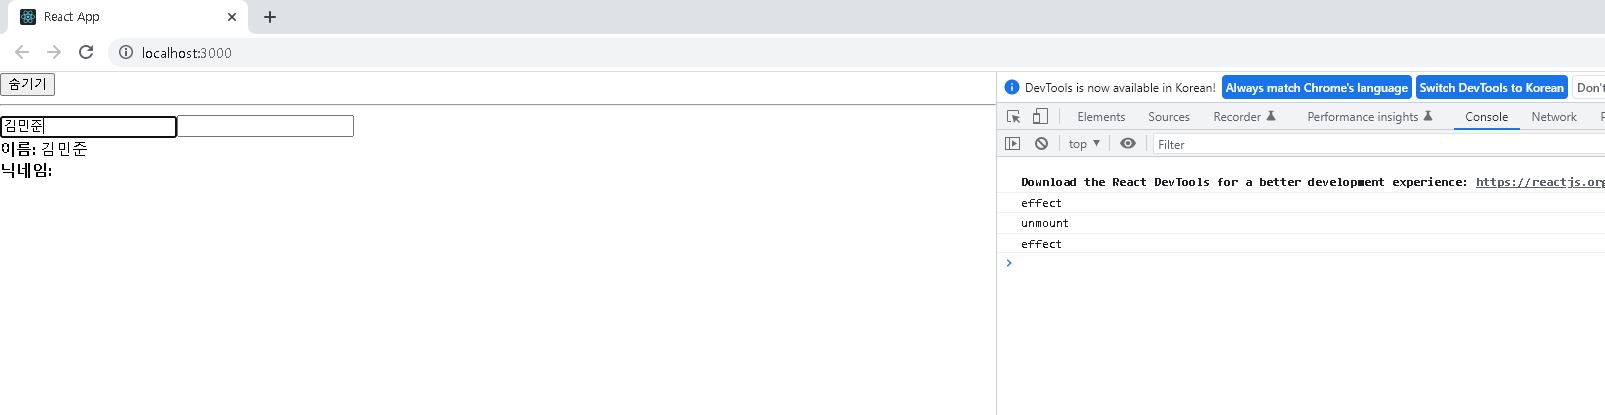 React App
localhost:3000
숨기기
김민준
이름: 김민준
닉네임:
DevTools is now available in Korean! Always match Chrome's language Switch DevTools to Korean Don't
Elements Sources Recorder Performance insights Console Network
top Filter
Download the React DevTools for a better development experience: https://reactjs.org
effect
unmount
effect